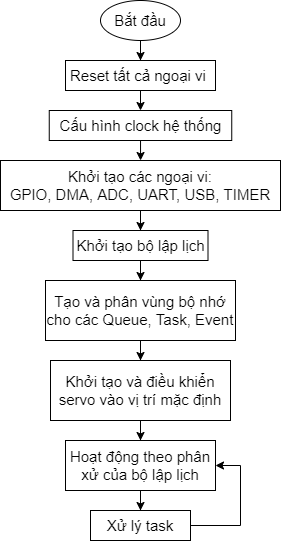 Bắt đầu
Reset tất cả ngoại vi
Cấu hình clock hệ thống
Khởi tạo các ngoại vi:
GPIO, DMA, ADC, UART, USB, TIMER
Khởi tạo bộ lập lịch
Tạo và phân vùng bộ nhớ
cho các Queue, Task, Event
Khởi tạo và điều khiển
servo vào vị trí mặc định
Hoạt động theo phân
xử của bộ lập lịch
Xử lý task